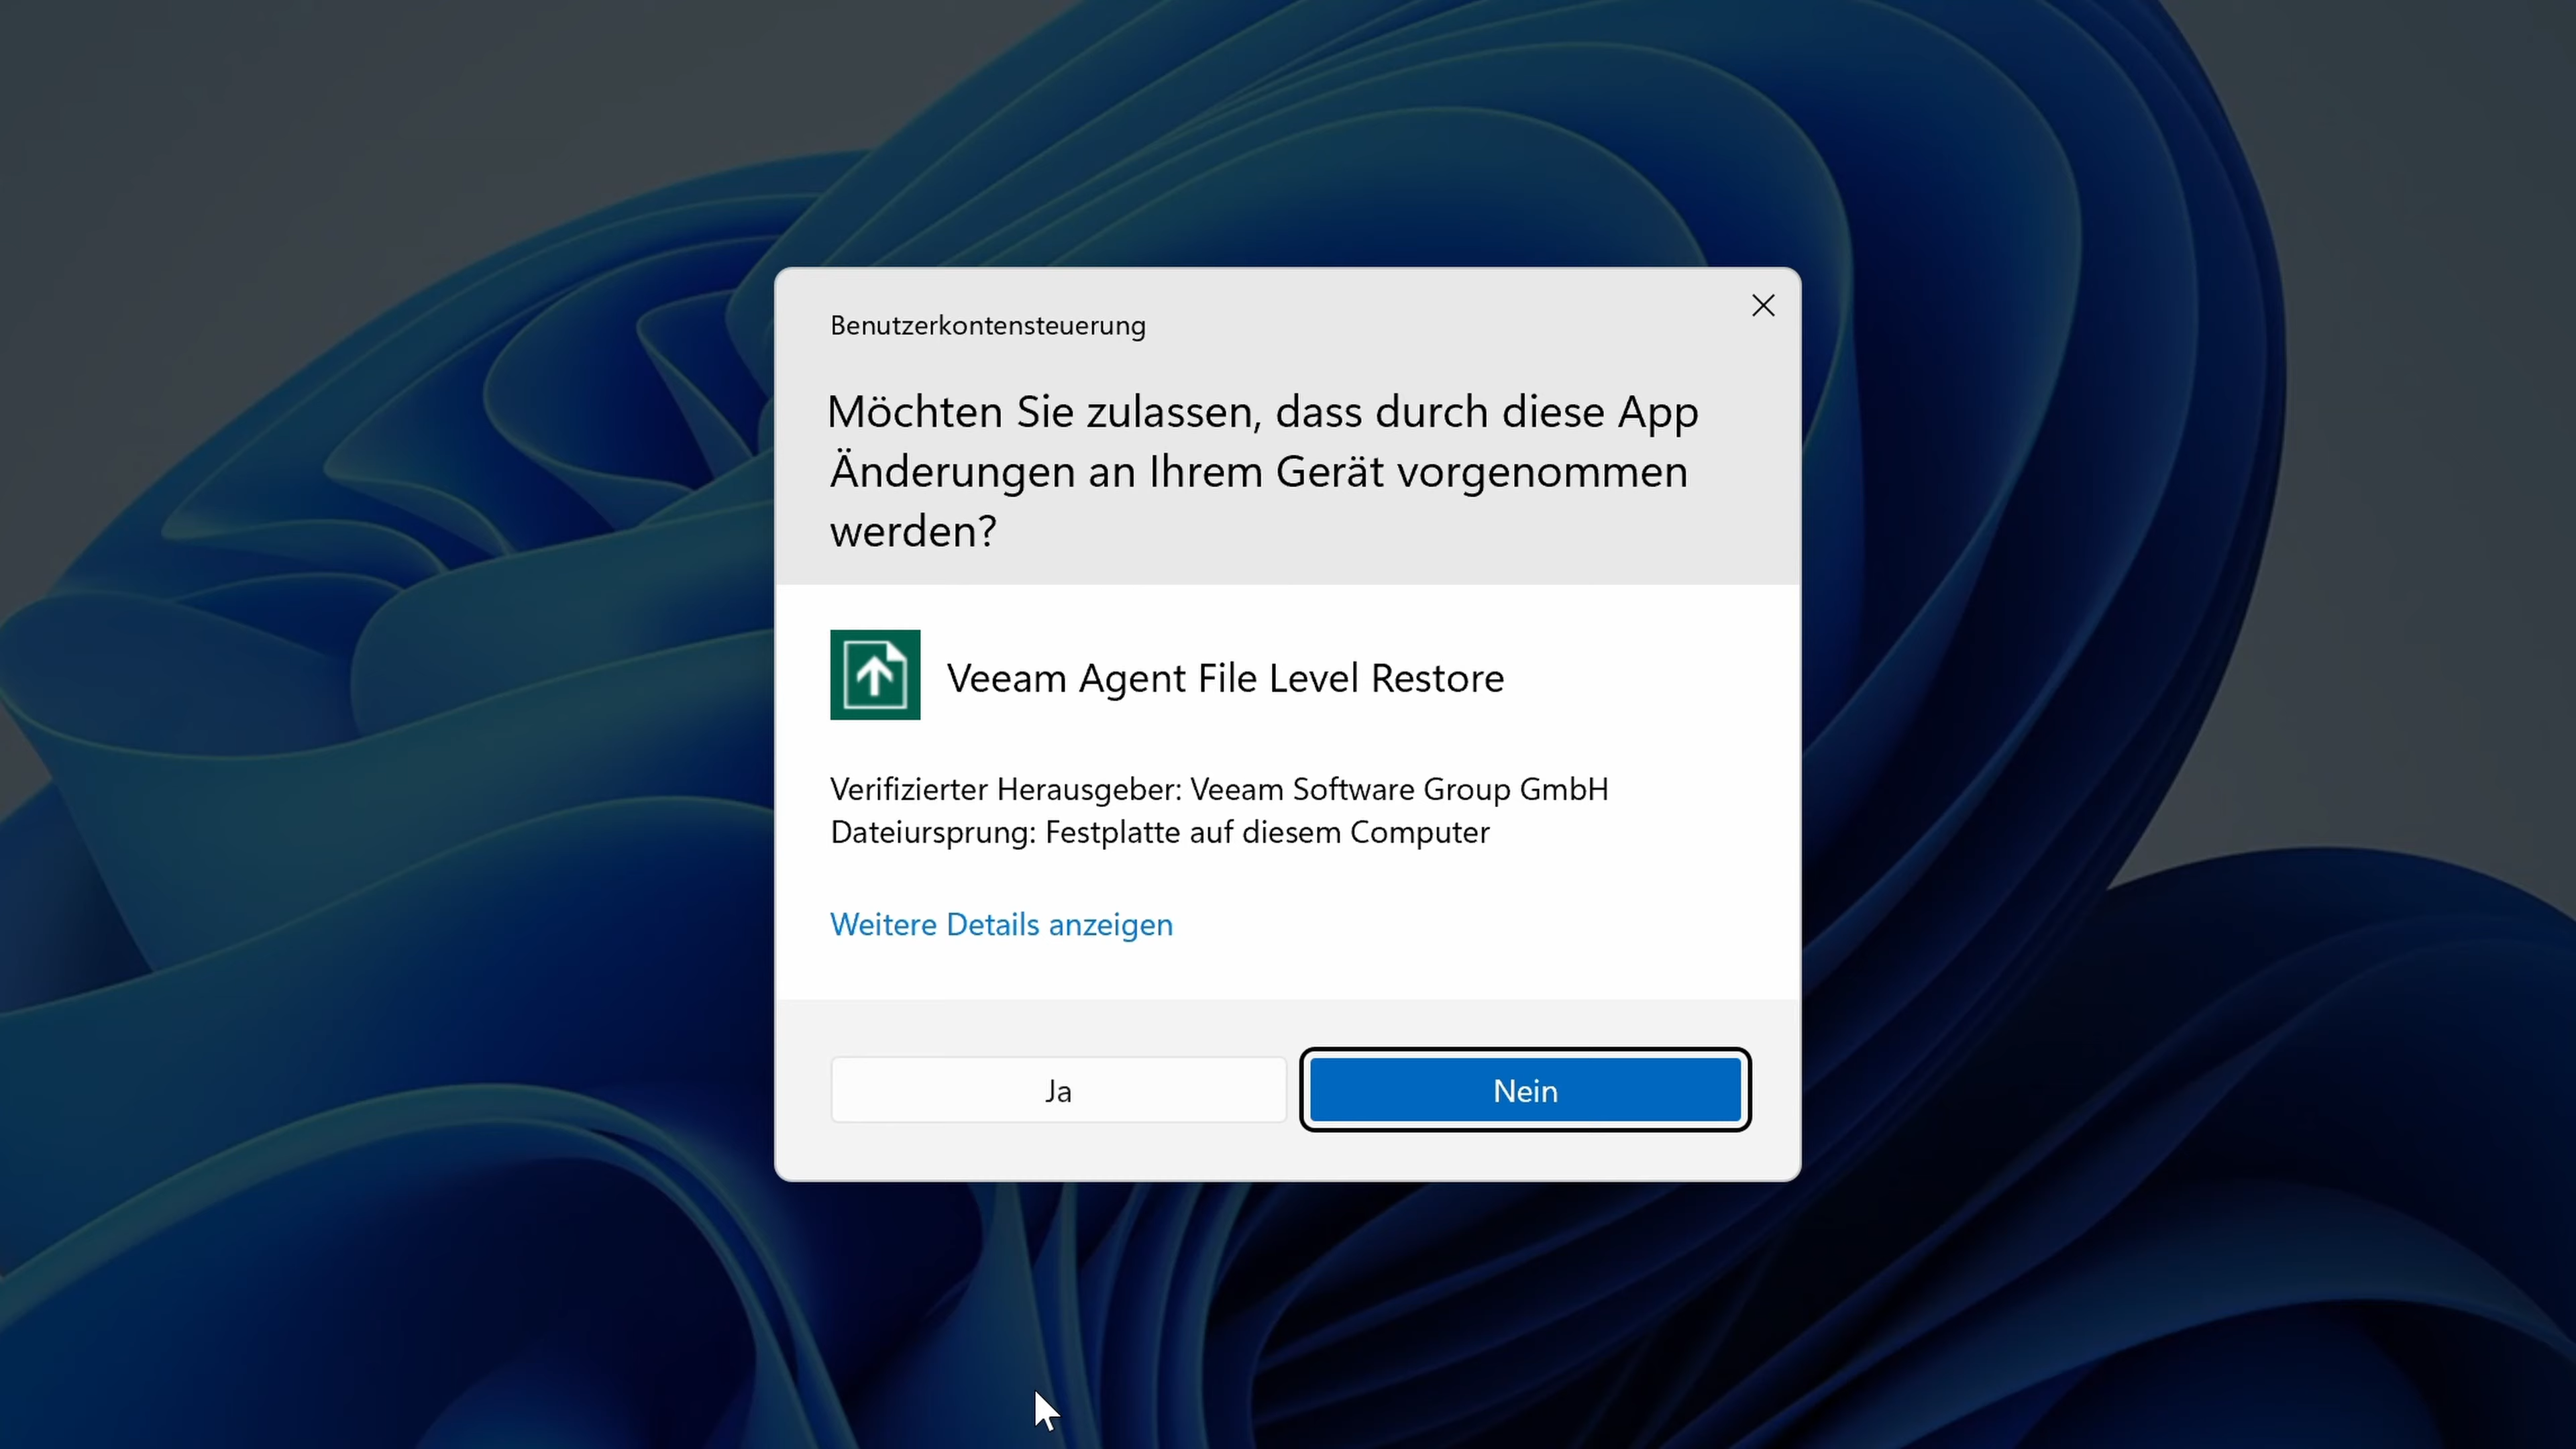 Benutzerkontensteuerung
Möchten Sie zulassen, dass durch diese App
Änderungen an Ihrem Gerät vorgenommen
werden?
Veeam Agent File Level Restore
Verifizierter Herausgeber: Veeam Software Group GmbH
Dateiursprung: Festplatte auf diesem Computer
Weitere Details anzeigen
Ja
Nein